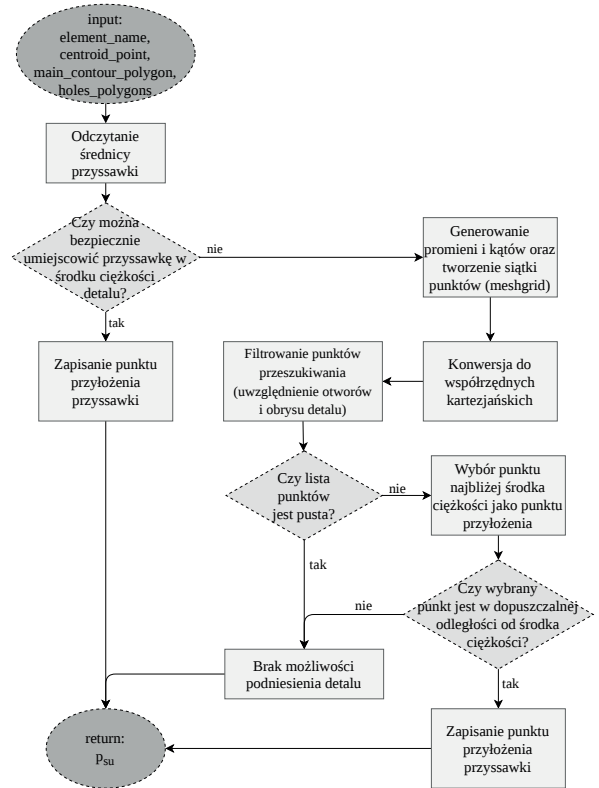 input:
element_name,
centroid_point,
main_contour_polygon,
holes_polygons
Odczytanie
średnicy
przyssawki
Czy można
bezpiecznie
umiejscowić przyssawkę w
środku ciężkości
detalu?
nie
tak
Generowanie
promieni i kątów oraz
tworzenie siątki
punktów (meshgrid)
Zapisanie punktu
przyłożenia
przyssawki
Filtrowanie punktów
przeszukiwania
(uwzględnienie otworów
i obrysu detalu)
Konwersja do
współrzędnych
kartezjańskich
Czy lista
punktów
jest pusta?
nie
tak
Wybór punktu
najbliżej środka
ciężkości jako punktu
przyłożenia
Czy wybrany
punkt jest w dopuszczalnej
odległości od środka
ciężkości?
nie
tak
Brak możliwości
podniesienia detalu
Zapisanie punktu
przyłożenia
przyssawki
return:
p_su